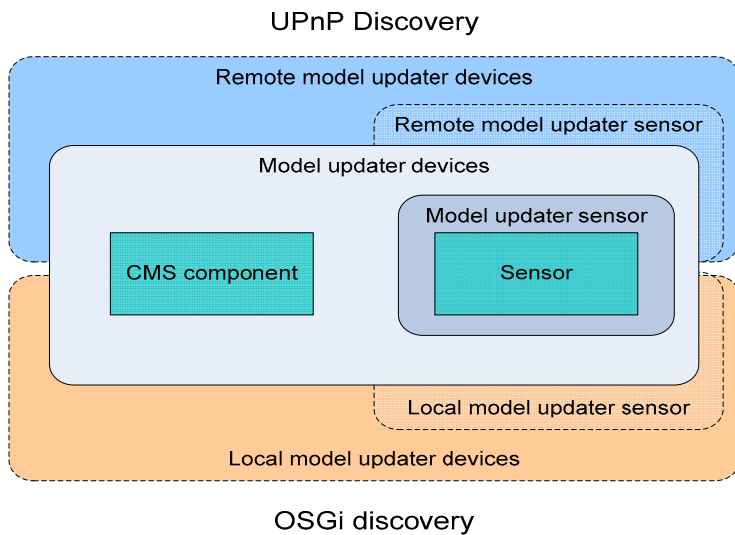 UPnP Discovery
Remote model updater devices
Remote model updater sensor
Model updater devices
Model updater sensor
CMS component
Sensor
Local model updater sensor
Local model updater devices
OSGi discovery